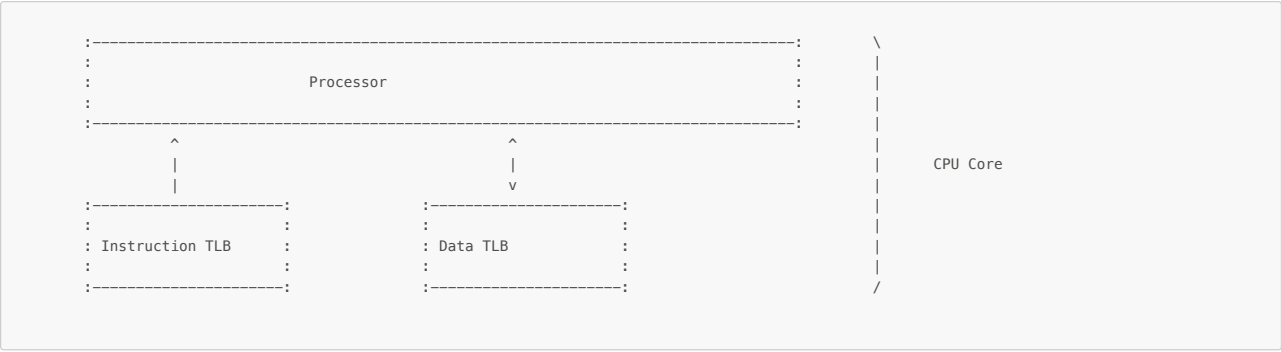 Processor
CPU Core
Instruction TLB
Data TLB